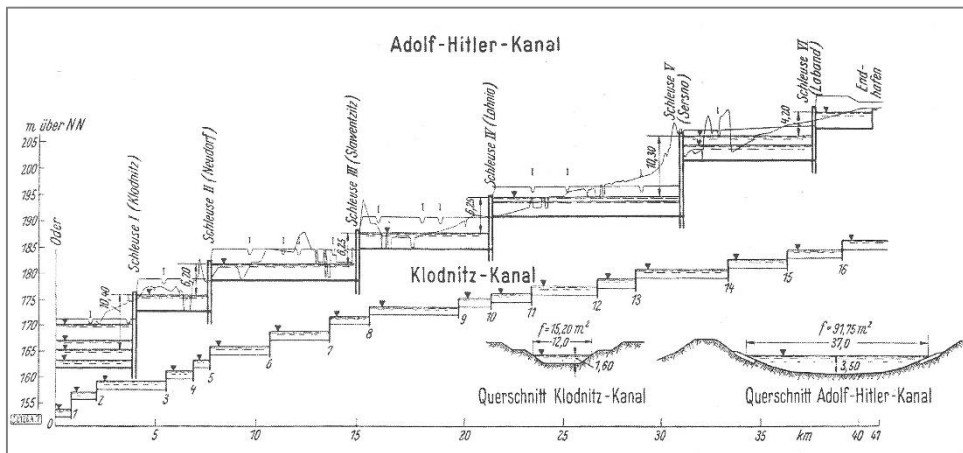 Adolf-Hitler-Kanal
m. über NN
205
200
195
190
185
180
175
170
165
160
155
0
Oder
Schleuse I (Klodnitz)
Schleuse II (Neudorf)
Schleuse III (Slawentzitz)
Schleuse IV (Lohnia)
Schleuse V
(Sersno)
Schleuse VI
(Laband)
End-
hafen
10,40
6,20
6,25
6,25
10,30
4,20
I I I I I I I I I I I I I
Klodnitz-Kanal
1 2 3 4 5 6 7 8 9 10 11 12 13 14 15 16
f = 15,20 m²
12,0
1,60
Querschnitt Klodnitz-Kanal
f = 91,75 m²
37,0
3,50
Querschnitt Adolf-Hitler-Kanal
5 10 15 20 25 30 35 km 40 41